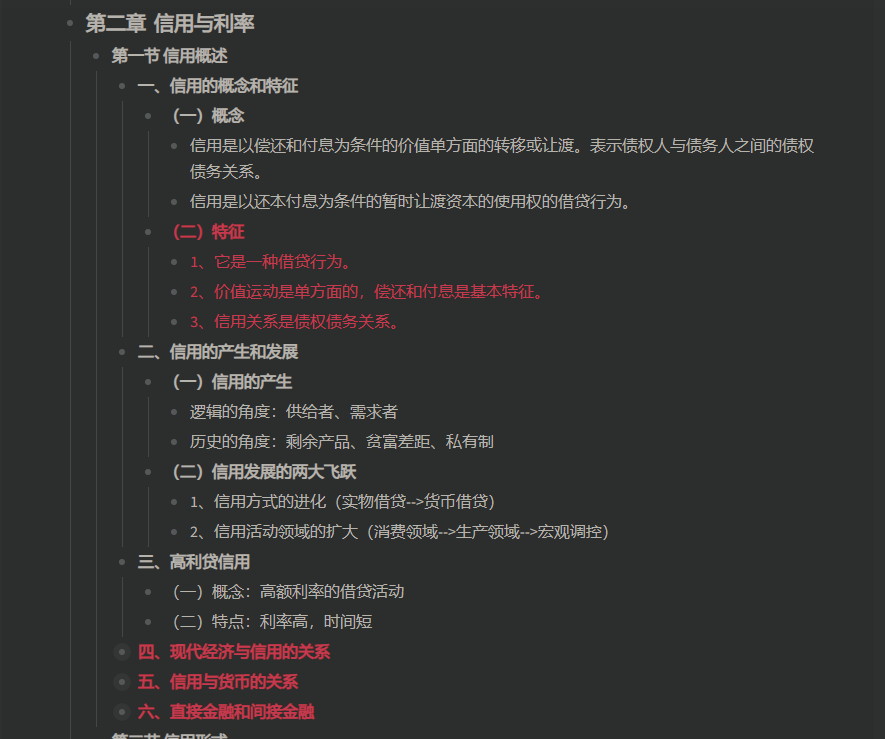 第二章 信用与利率
第一节 信用概述
一、信用的概念和特征
（一）概念
信用是以偿还和付息为条件的价值单方面的转移或让渡。表示债权人与债务人之间的债权
债务关系。
信用是以还本付息为条件的暂时让渡资本的使用权的借贷行为。
（二）特征
1、它是一种借贷行为。
2、价值运动是单方面的，偿还和付息是基本特征。
3、信用关系是债权债务关系。
二、信用的产生和发展
（一）信用的产生
逻辑的角度：供给者、需求者
历史的角度：剩余产品、贫富差距、私有制
（二）信用发展的两大飞跃
1、信用方式的进化（实物借贷-->货币借贷）
2、信用活动领域的扩大（消费领域-->生产领域-->宏观调控）
三、高利贷信用
（一）概念：高额利率的借贷活动
（二）特点：利率高，时间短
四、现代经济与信用的关系
五、信用与货币的关系
六、直接金融和间接金融